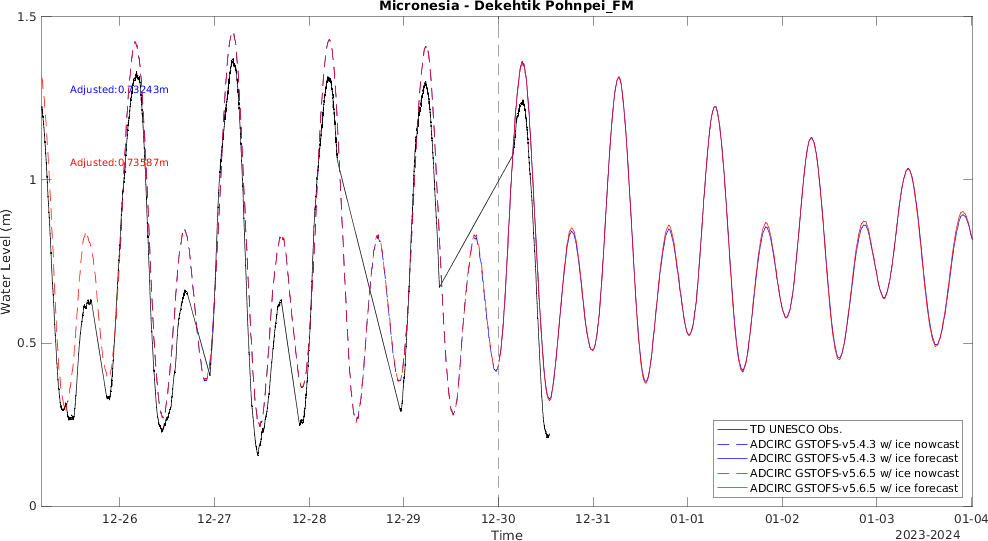 Micronesia - Dekehtik Pohnpei_FM
1.5
1
0.5
0
Water Level (m)
Adjusted:0.73243m
Adjusted:0.73587m
TD UNESCO Obs.
ADCIRC GSTOFS-v5.4.3 w/ ice nowcast
ADCIRC GSTOFS-v5.4.3 w/ ice forecast
ADCIRC GSTOFS-v5.6.5 w/ ice nowcast
ADCIRC GSTOFS-v5.6.5 w/ ice forecast
12-26 12-27 12-28 12-29 12-30 12-31 01-01 01-02 01-03 01-04
Time
2023-2024